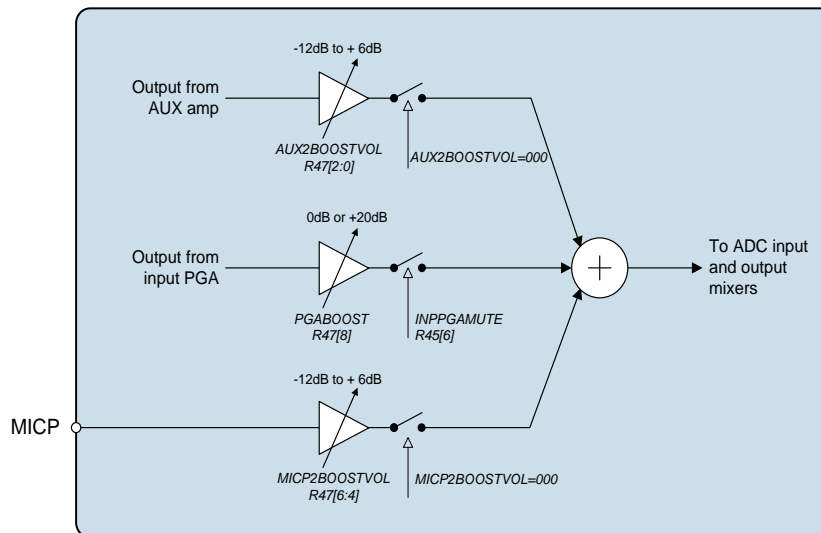 -12dB to + 6dB
Output from
AUX amp
AUX2BOOSTVOL
R47[2:0]
AUX2BOOSTVOL=000
0dB or +20dB
Output from
input PGA
PGABOOST
R47[8]
INPPGAMUTE
R45[6]
To ADC input
and output
mixers
-12dB to + 6dB
MICP
MICP2BOOSTVOL
R47[6:4]
MICP2BOOSTVOL=000